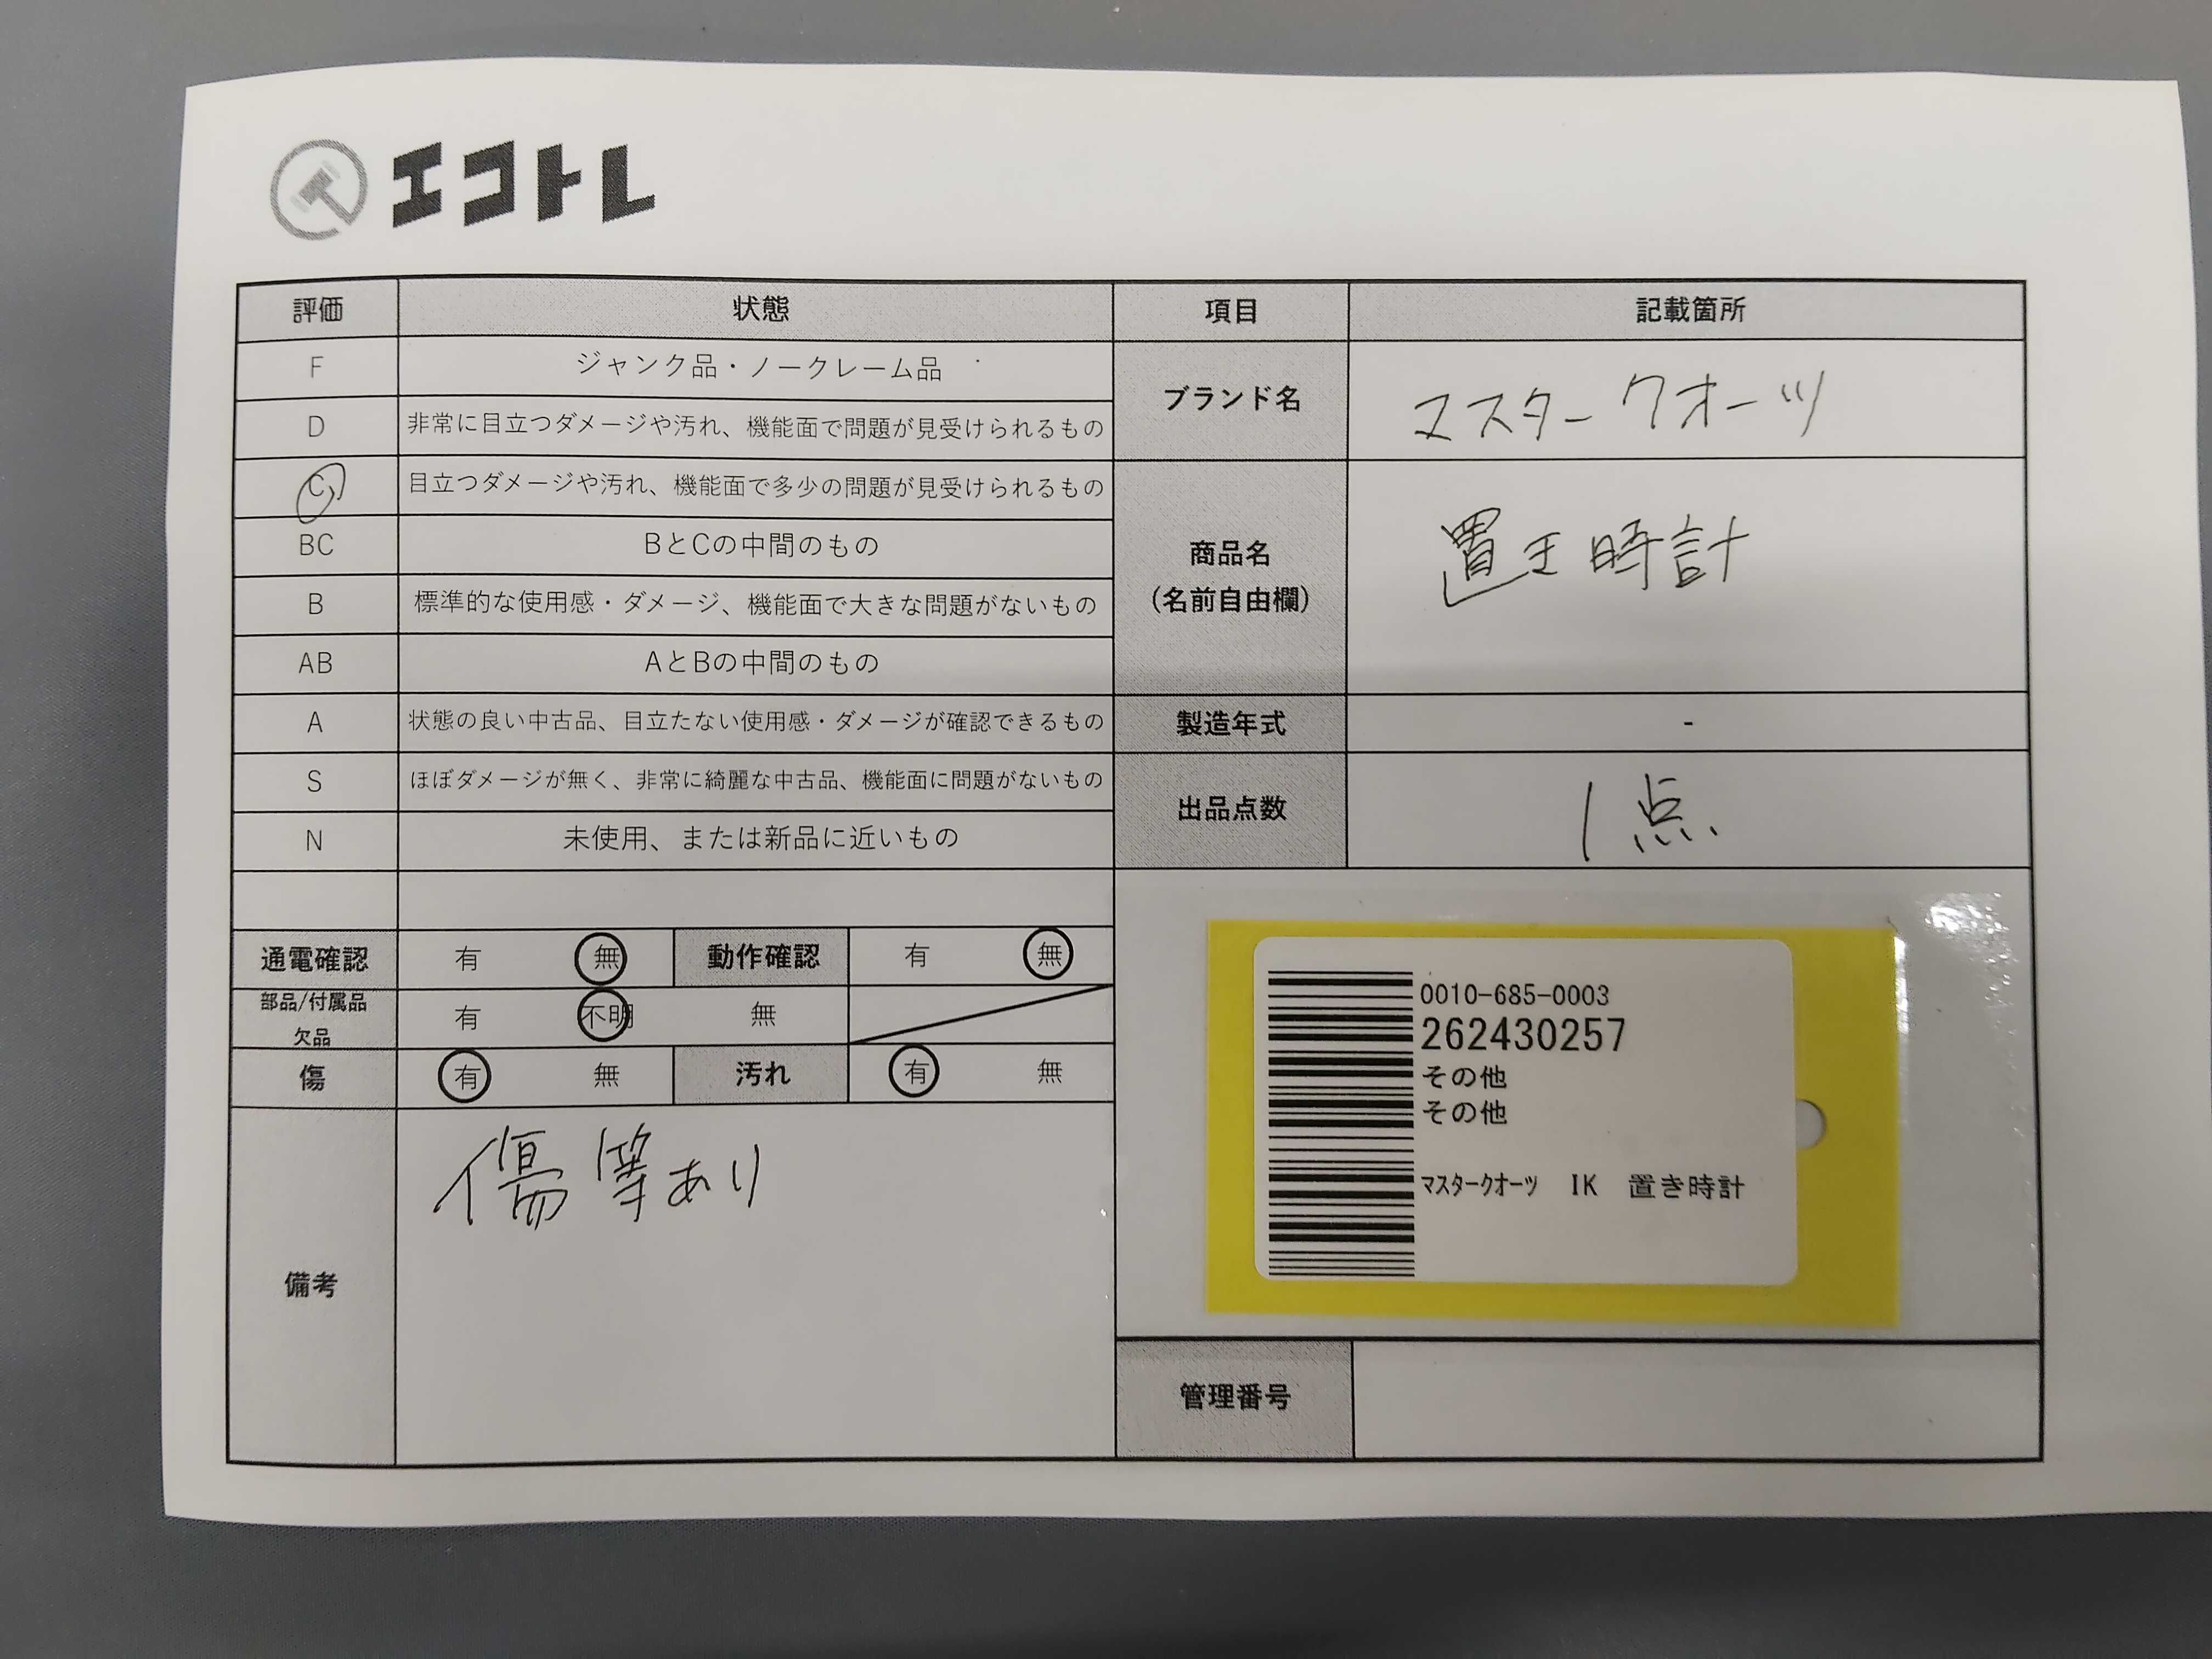 エコトレ
評価 状態 項目 記載箇所
F ジャンク品・ノークレーム品
D 非常に目立つダメージや汚れ、機能面で問題が見受けられるもの
ブランド名 マスタークオーツ
C 目立つダメージや汚れ、機能面で多少の問題が見受けられるもの
BC BとCの中間のもの
商品名
(名前自由欄)
置き時計
B 標準的な使用感・ダメージ、機能面で大きな問題がないもの
AB AとBの中間のもの
A 状態の良い中古品、目立たない使用感・ダメージが確認できるもの
製造年式 -
S ほぼダメージが無く、非常に綺麗な中古品、機能面に問題がないもの
出品点数 1点
N 未使用、または新品に近いもの
通電確認 有 無 動作確認 有 無
部品/付属品
欠品
有 不明 無
傷 有 無 汚れ 有 無
備考 傷等あり
0010-685-0003
262430257
その他
その他
ﾏｽﾀｰｸｵｰﾂ IK 置き時計
管理番号